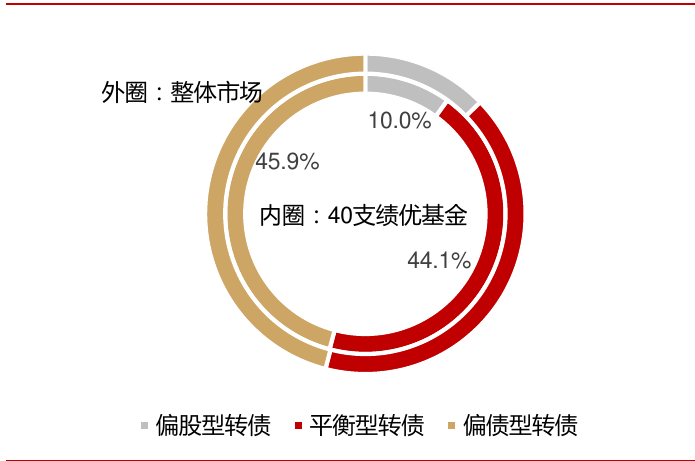 外圈：整体市场
10.0%
45.9%
内圈：40支绩优基金
44.1%
偏股型转债 平衡型转债 偏债型转债